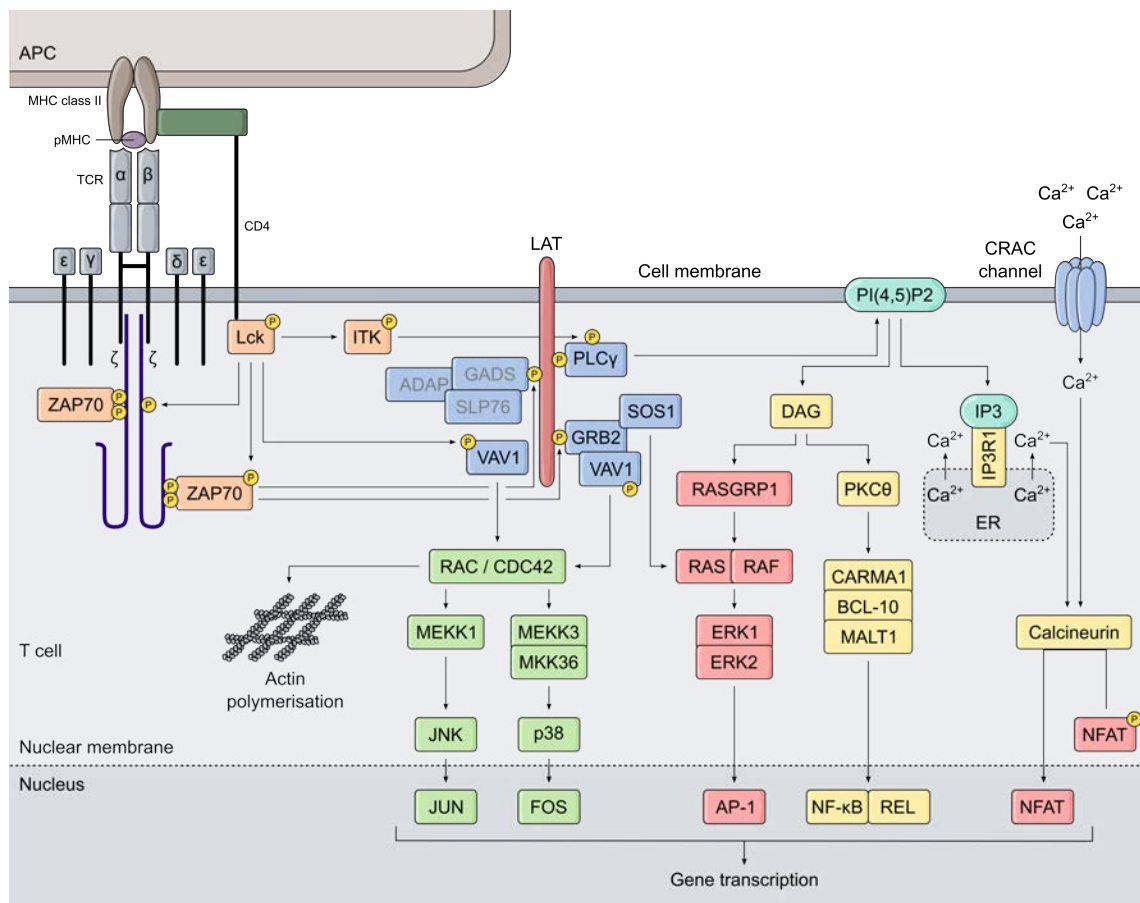 APC
MHC class II
pMHC
TCR
α
β
CD4
ε
γ
δ
ε
ζ
ζ
LAT
Cell membrane
PI(4,5)P2
CRAC
channel
Ca2+
Ca2+
Ca2+
Ca2+
Lck
P
ITK
P
P
P
PLCγ
ADAP
GADS
SLP76
P
ZAP70
P
P
P
P
VAV1
P
GRB2
SOS1
VAV1
P
ZAP70
P
P
P
DAG
IP3
IP3R1
Ca2+
Ca2+
Ca2+
Ca2+
ER
RASGRP1
PKCθ
RAC / CDC42
RAS
RAF
CARMA1
BCL-10
MALT1
MEKK1
MEKK3
MKK36
ERK1
ERK2
Calcineurin
T cell
Actin
polymerisation
JNK
p38
NFAT
P
Nuclear membrane
Nucleus
JUN
FOS
AP-1
NF-κB
REL
NFAT
Gene transcription